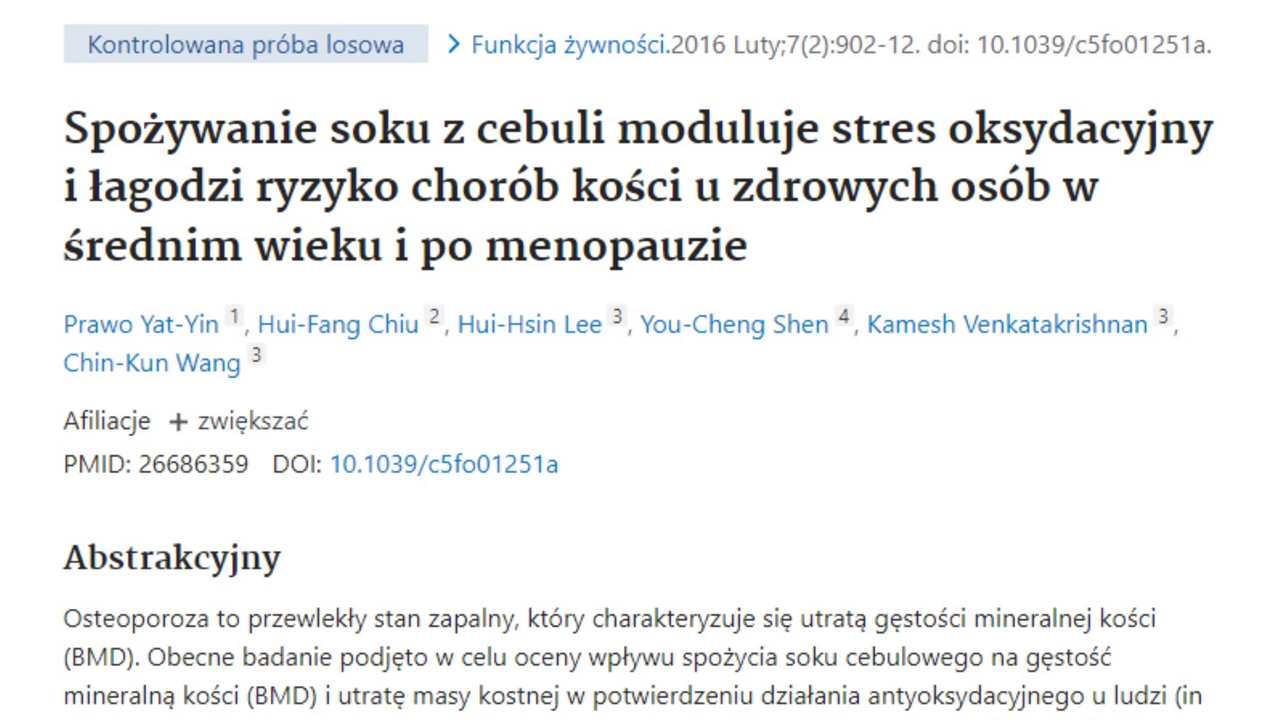 Kontrolowana próba losowa > Funkcja żywności.2016 Luty;7(2):902-12. doi: 10.1039/c5fo01251a.
Spożywanie soku z cebuli moduluje stres oksydacyjny
i łagodzi ryzyko chorób kości u zdrowych osób w
średnim wieku i po menopauzie
Prawo Yat-Yin 1, Hui-Fang Chiu 2, Hui-Hsin Lee 3, You-Cheng Shen 4, Kamesh Venkatakrishnan 3,
Chin-Kun Wang 3
Afiliacje + zwiększać
PMID: 26686359 DOI: 10.1039/c5fo01251a
Abstrakcyjny
Osteoporoza to przewlekły stan zapalny, który charakteryzuje się utratą gęstości mineralnej kości
(BMD). Obecne badanie podjęto w celu oceny wpływu spożycia soku cebulowego na gęstość
mineralną kości (BMD) i utratę masy kostnej w potwierdzeniu działania antyoksydacyjnego u ludzi (in